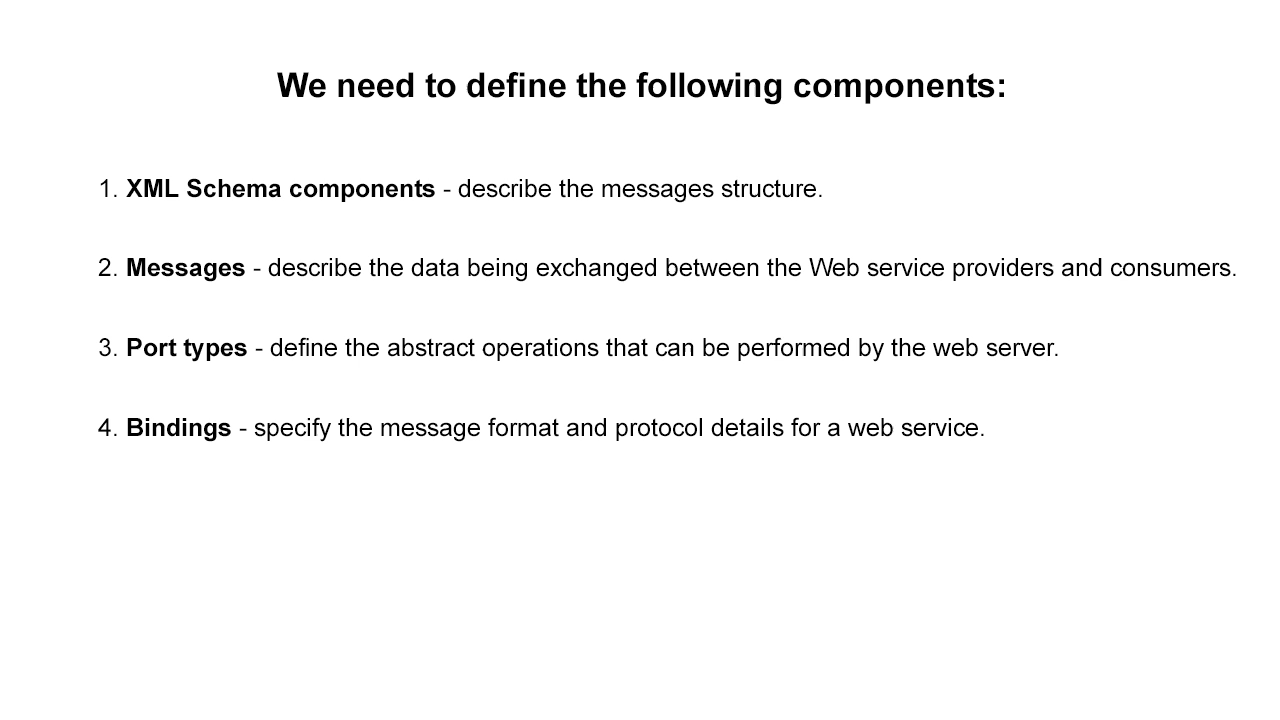 We need to define the following components:
1. XML Schema components - describe the messages structure.
2. Messages - describe the data being exchanged between the Web service providers and consumers.
3. Port types - define the abstract operations that can be performed by the web server.
4. Bindings - specify the message format and protocol details for a web service.